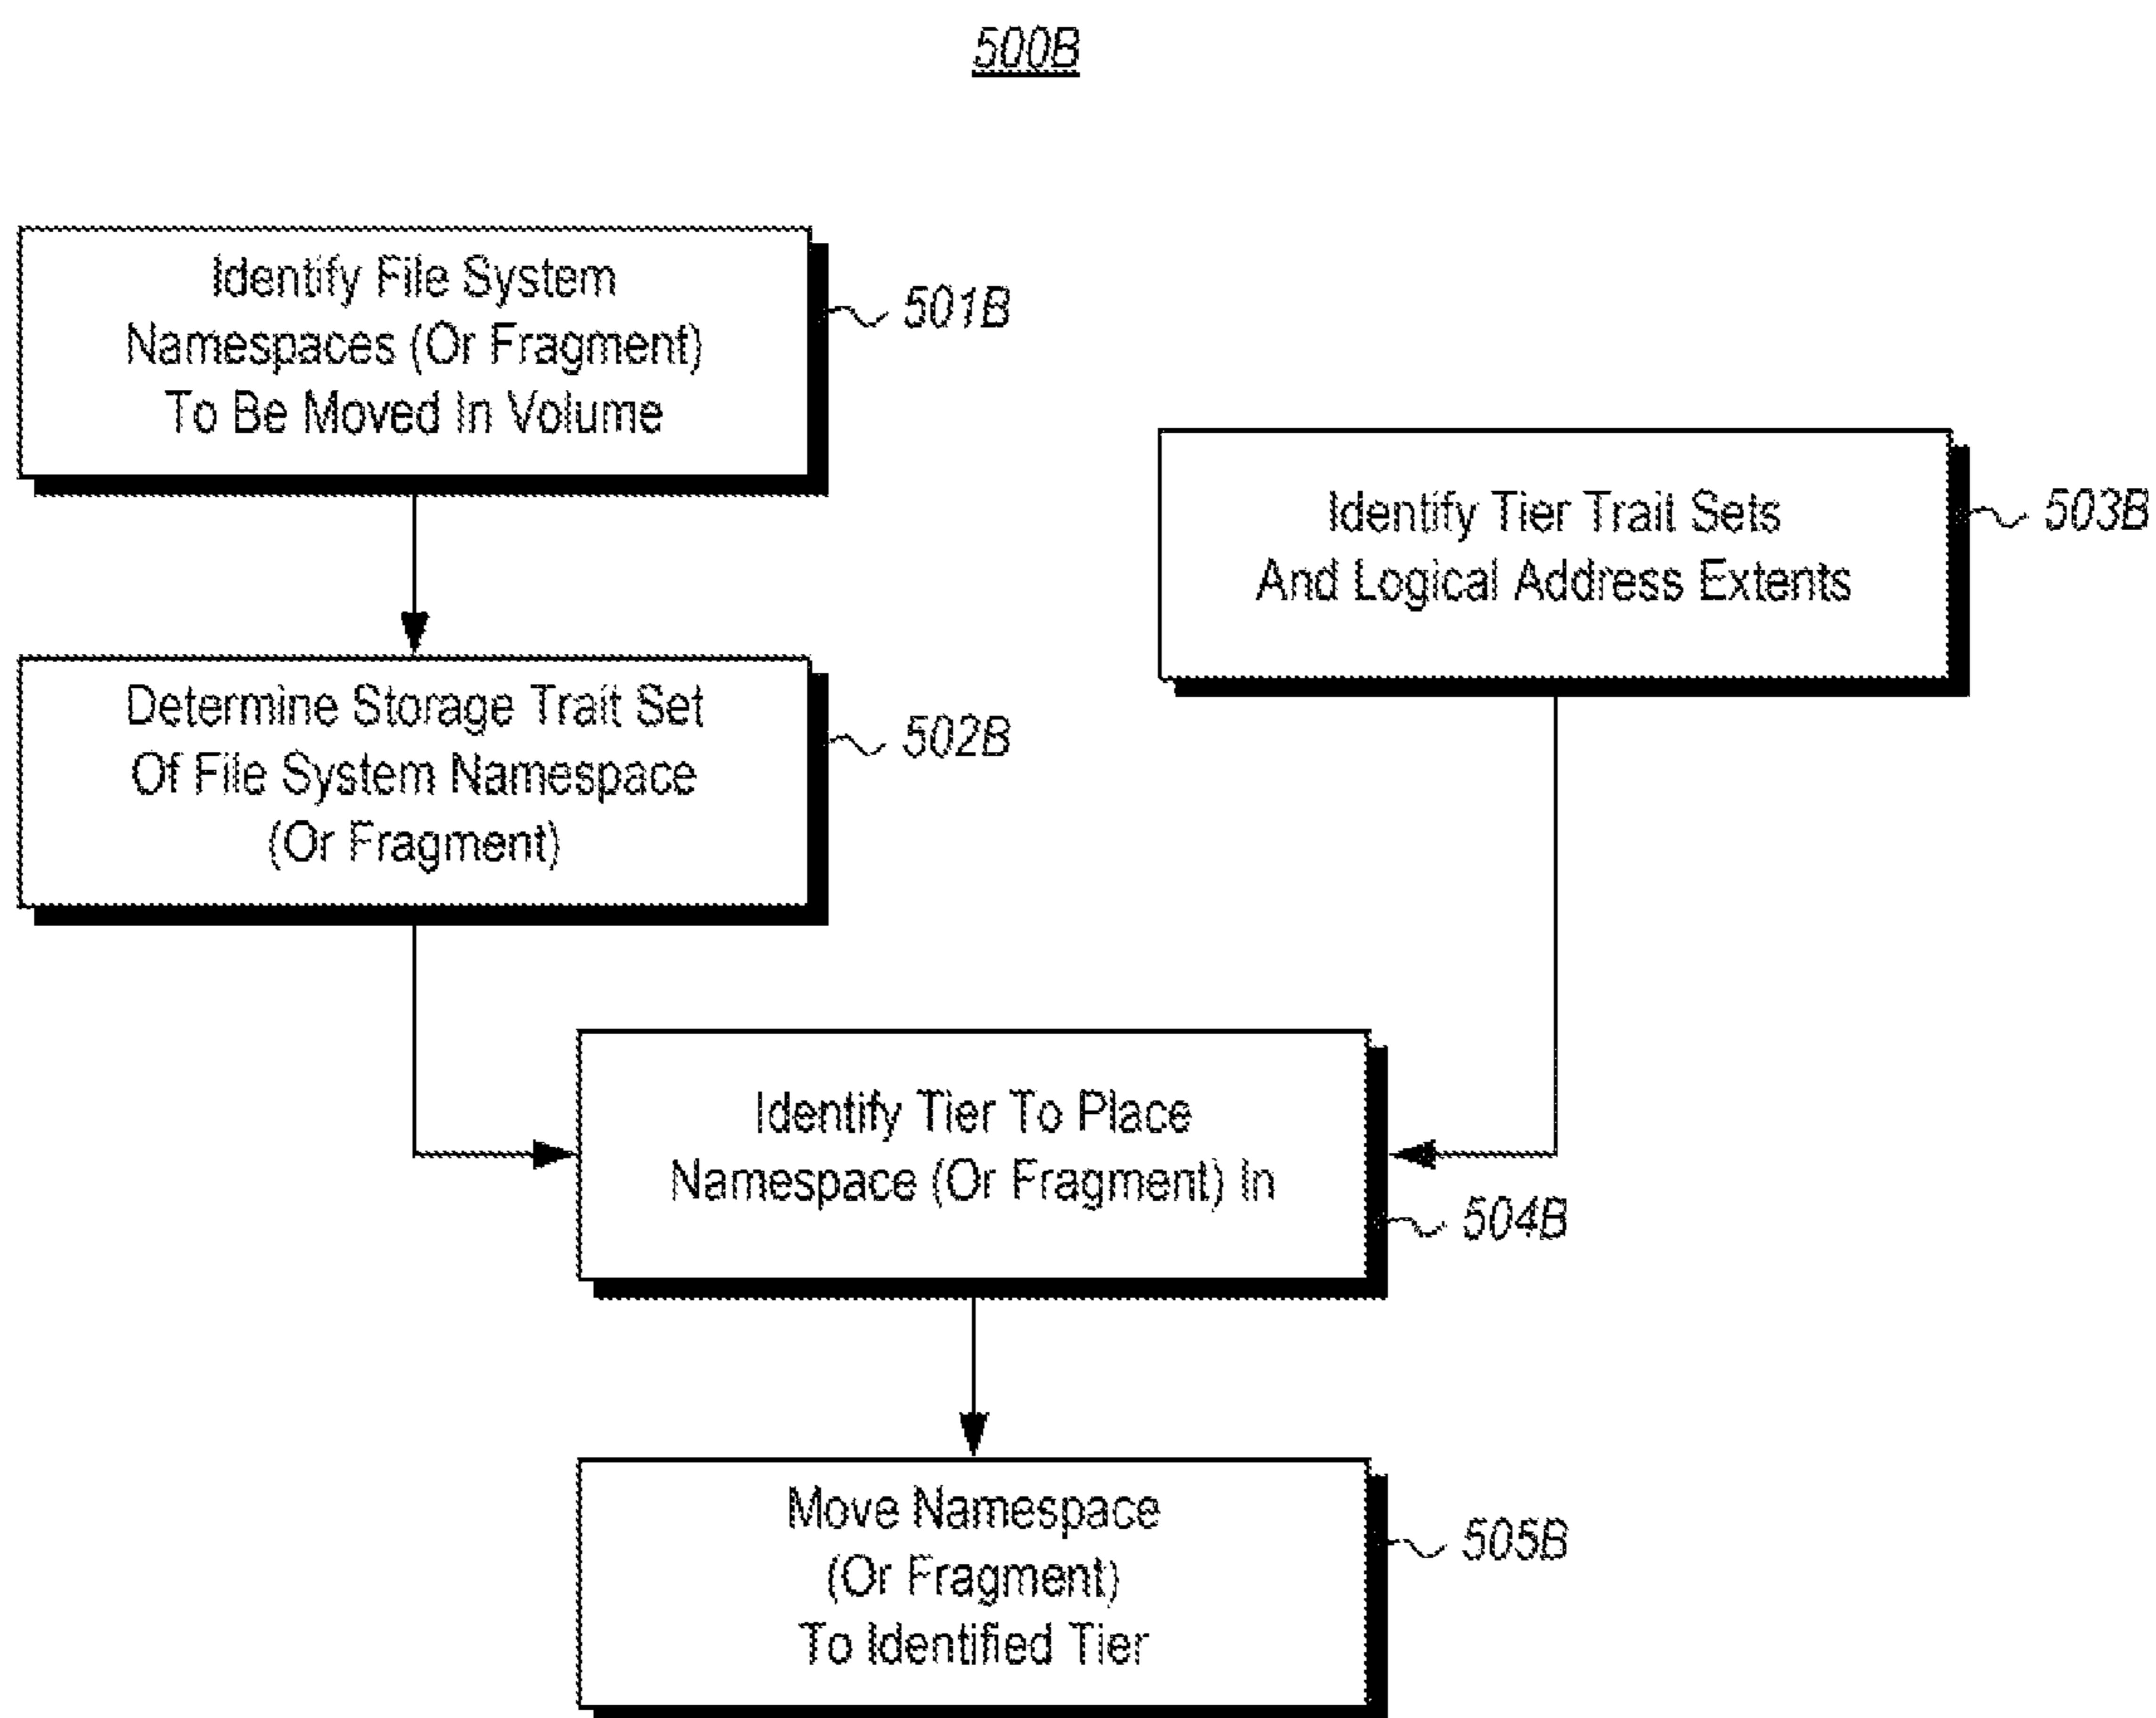 500B
Identify File System
Namespaces (Or Fragment)
To Be Moved In Volume
501B
Identify Tier Trait Sets
And Logical Address Extents
503B
Determine Storage Trait Set
Of File System Namespace
(Or Fragment)
502B
Identify Tier To Place
Namespace (Or Fragment) In
504B
Move Namespace
(Or Fragment)
To Identified Tier
505B